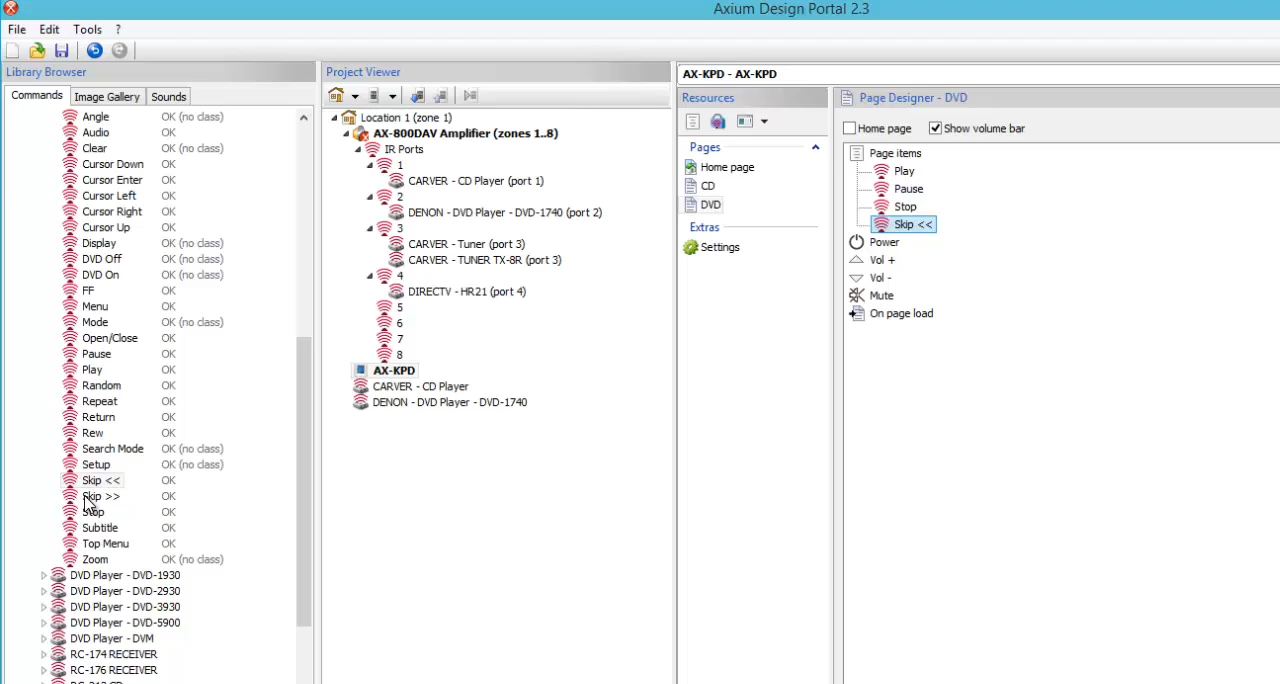 Axium Design Portal 2.3
File Edit Tools ?
Library Browser
Commands Image Gallery Sounds
Angle OK (no class)
Audio OK
Clear OK (no class)
Cursor Down OK
Cursor Enter OK
Cursor Left OK
Cursor Right OK
Cursor Up OK
Display OK (no class)
DVD Off OK (no class)
DVD On OK (no class)
FF OK
Menu OK
Mode OK (no class)
Open/Close OK
Pause OK
Play OK
Random OK
Repeat OK
Return OK
Rew OK
Search Mode OK (no class)
Setup OK (no class)
Skip << OK
Skip >> OK
Stop OK
Subtitle OK
Top Menu OK
Zoom OK (no class)
DVD Player - DVD-1930
DVD Player - DVD-2930
DVD Player - DVD-3930
DVD Player - DVD-5900
DVD Player - DVM
RC-174 RECEIVER
RC-176 RECEIVER
Project Viewer
Location 1 (zone 1)
AX-800DAV Amplifier (zones 1..8)
IR Ports
1
CARVER - CD Player (port 1)
2
DENON - DVD Player - DVD-1740 (port 2)
3
CARVER - Tuner (port 3)
CARVER - TUNER TX-8R (port 3)
4
DIRECTV - HR21 (port 4)
5
6
7
8
AX-KPD
CARVER - CD Player
DENON - DVD Player - DVD-1740
AX-KPD - AX-KPD
Resources
Pages
Home page
CD
DVD
Extras
Settings
Page Designer - DVD
Home page Show volume bar
Page items
Play
Pause
Stop
Skip <<
Power
Vol +
Vol -
Mute
On page load